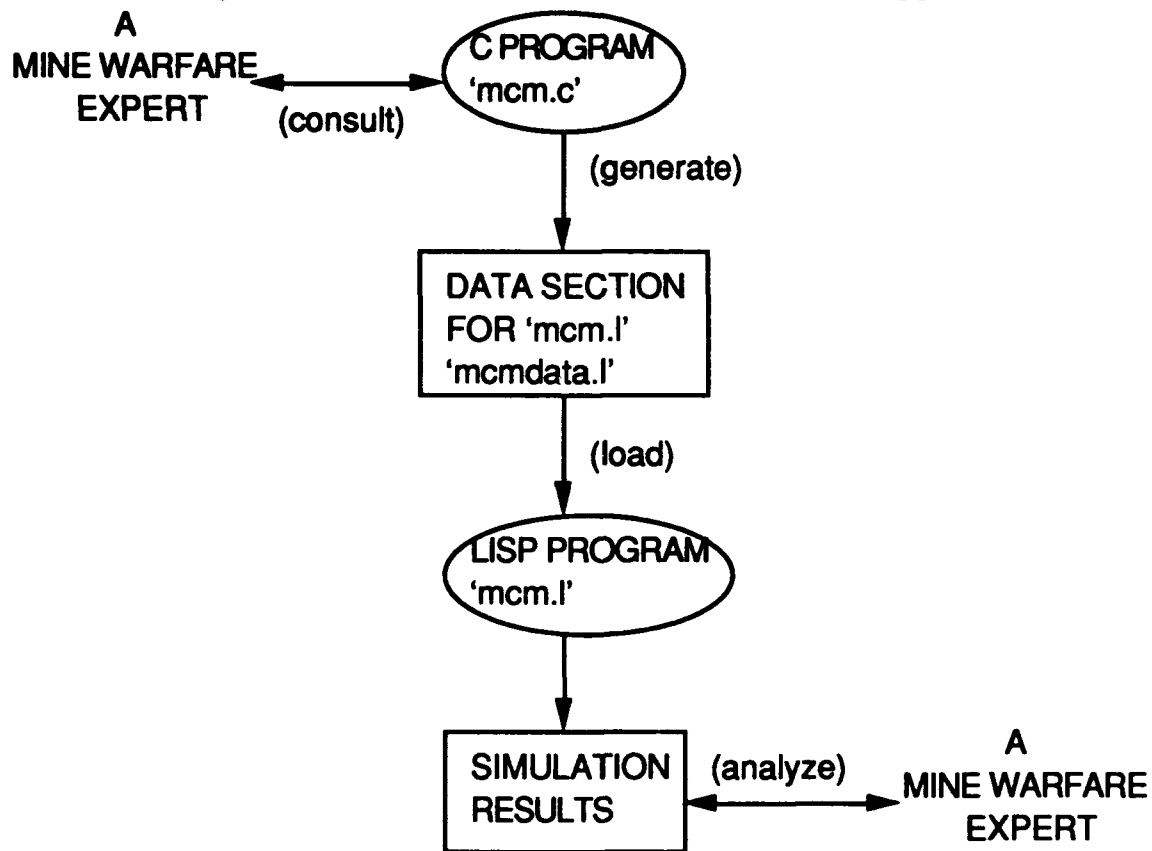 A
MINE WARFARE
EXPERT
(consult)
C PROGRAM
‘mcm.c’
(generate)
DATA SECTION
FOR ‘mcm.l’
‘mcmdata.l’
(load)
LISP PROGRAM
‘mcm.l’
SIMULATION
RESULTS
(analyze)
A
MINE WARFARE
EXPERT